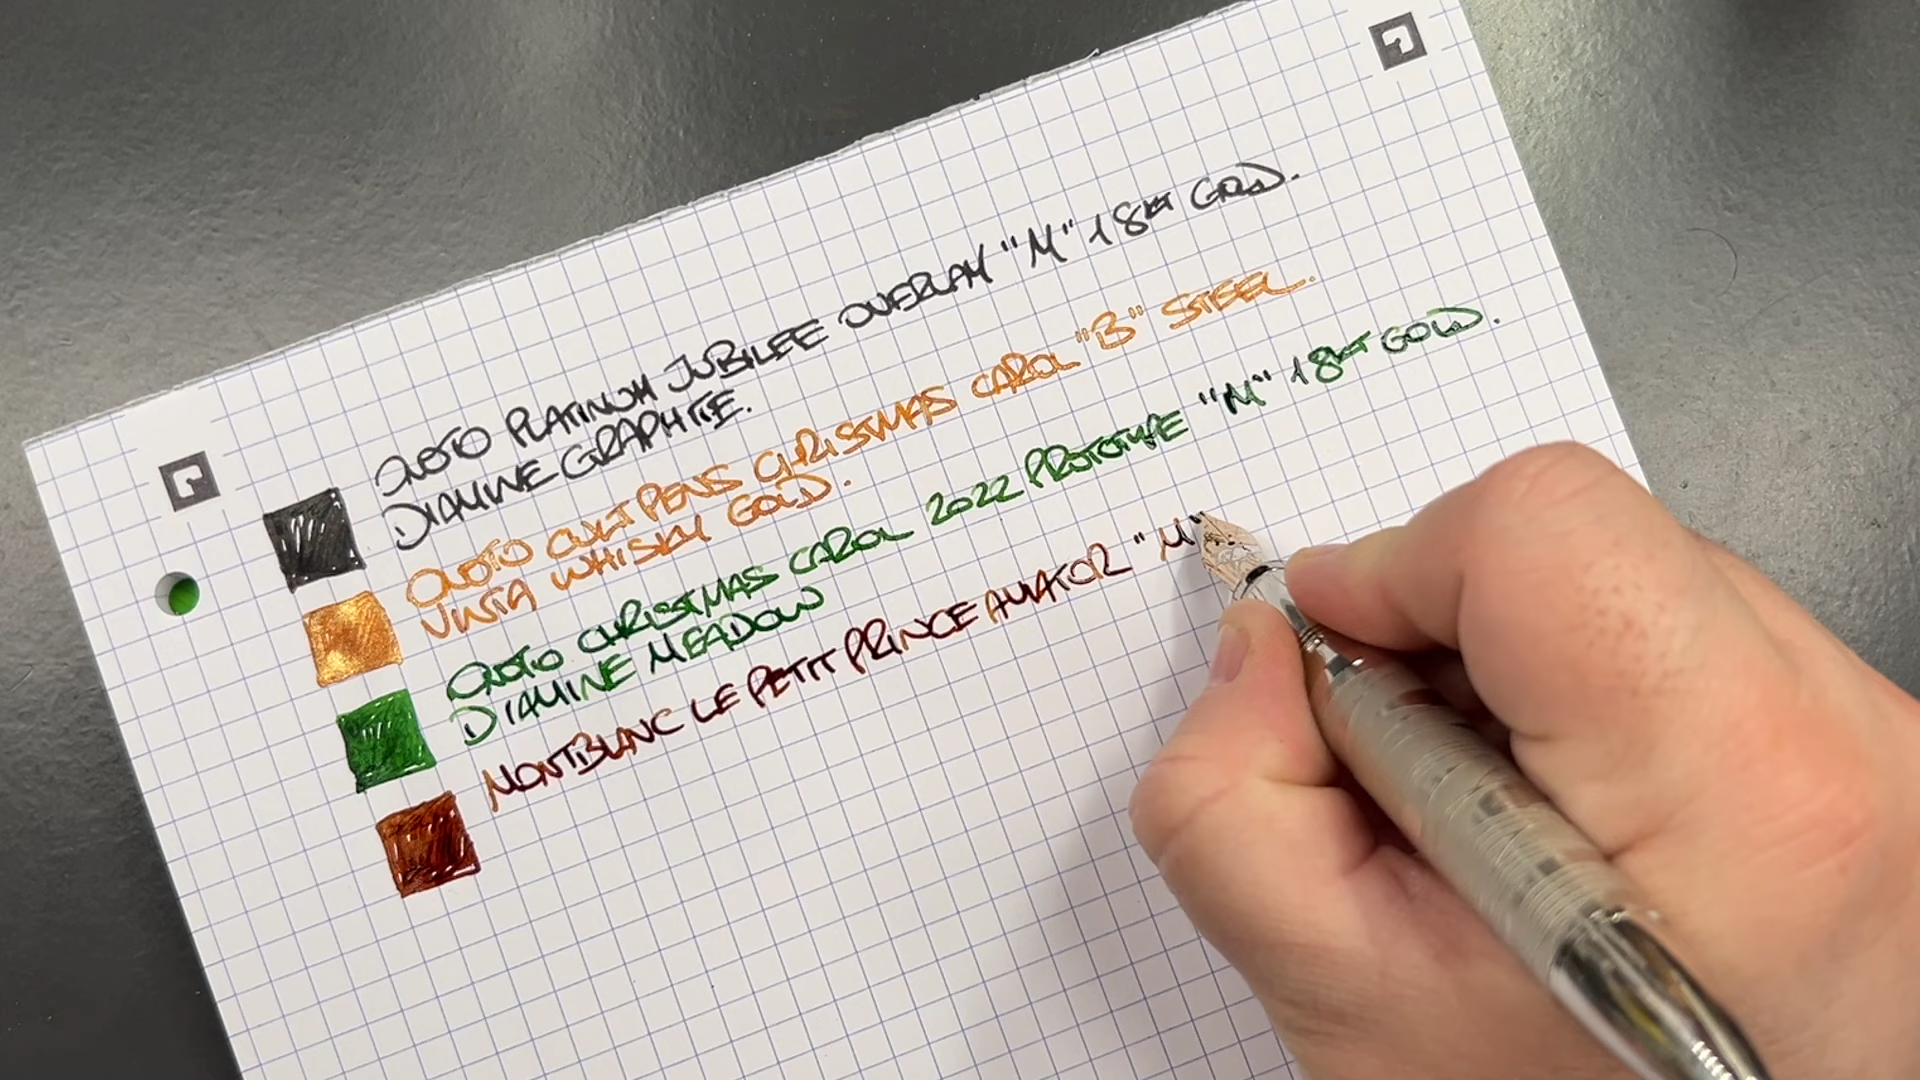 ONOTO PLATINUM JUBILEE OVERLAY "M" 18KT GOLD.
DIAMINE GRAPHITE.
ONOTO CULT PENS CHRISTMAS CAROL "B" STEEL.
VINTA WHISKY GOLD.
ONOTO CHRISTMAS CAROL 2022 PROTOTYPE "M" 18KT GOLD.
DIAMINE MEADOW
MONTBLANC LE PETIT PRINCE AVIATOR "M"